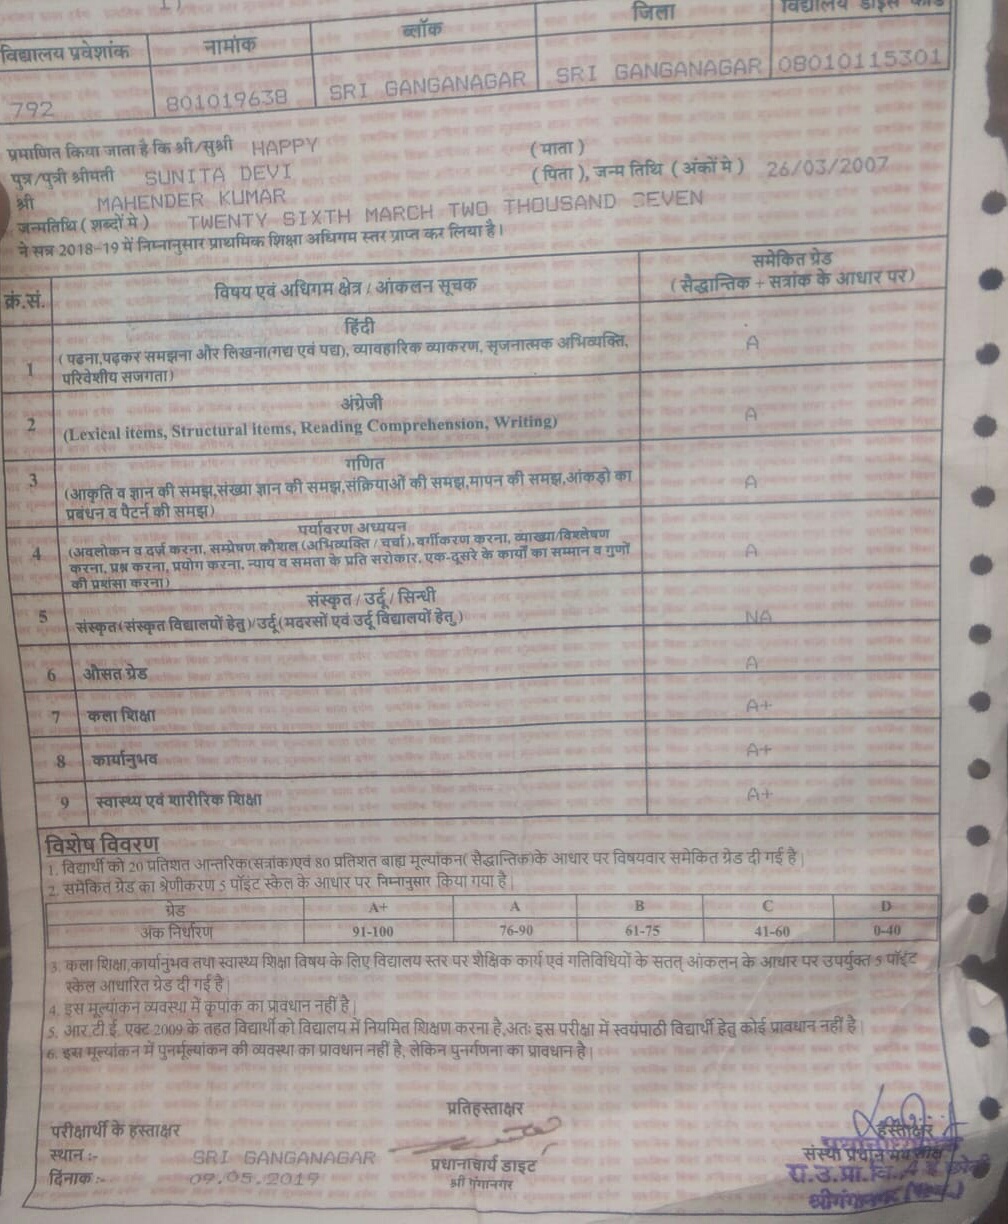 विद्यालय प्रवेशांक नामांक ब्लॉक जिला विद्यालय डाईस कोड
792 801019638 SRI GANGANAGAR SRI GANGANAGAR 08010115301
प्रमाणित किया जाता है कि श्री/सुश्री HAPPY
पुत्र/पुत्री श्रीमती SUNITA DEVI (माता)
श्री MAHENDER KUMAR (पिता), जन्म तिथि (अंकों मे) 26/03/2007
जन्मतिथि (शब्दों मे) TWENTY SIXTH MARCH TWO THOUSAND SEVEN
ने सत्र 2018-19 में निम्नांनुसार प्राथमिक शिक्षा अधिगम स्तर प्राप्त कर लिया है।
क्रं.सं. विषय एवं अधिगम क्षेत्र / आंकलन सूचक समेकित ग्रेड
(सैद्धान्तिक + सत्रांक के आधार पर)
हिंदी
1 (पढना,पढ़कर समझना और लिखना(गद्य एवं पद्य), व्यावहारिक व्याकरण, सृजनात्मक अभिव्यक्ति, A
परिवेशीय सजगता)
अंग्रेजी
2 (Lexical items, Structural items, Reading Comprehension, Writing) A
गणित
3 (आकृति व ज्ञान की समझ,संख्या ज्ञान की समझ,संक्रियाओं की समझ,मापन की समझ,आंकड़ो का A
प्रबंधन व पैटर्न की समझ)
पर्यावरण अध्ययन
4 (अवलोकन व दर्ज करना, सम्प्रेषण कौशल (अभिव्यक्ति / चर्चा),वर्गीकरण करना, व्याख्या/विश्लेषण A
करना, प्रश्न करना, प्रयोग करना, न्याय व समता के प्रति सरोकार, एक-दूसरे के कार्यों का सम्मान व गुणों
की प्रशंसा करना)
संस्कृत / उर्दू / सिन्धी
5 संस्कृत(संस्कृत विद्यालयों हेतु)/उर्दू(मदरसों एवं उर्दू विद्यालयों हेतु) NA
6 औसत ग्रेड A
7 कला शिक्षा A+
8 कार्यानुभव A+
9 स्वास्थ्य एवं शारीरिक शिक्षा A+
विशेष विवरण
1. विद्यार्थी को 20 प्रतिशत आन्तरिक(सत्रांक)एवं 80 प्रतिशत बाह्य मूल्यांकन( सैद्धान्तिक)के आधार पर विषयवार समेकित ग्रेड दी गई है|
2. समेकित ग्रेड का श्रेणीकरण 5 पॉइंट स्केल के आधार पर निम्नानुसार किया गया है|
ग्रेड A+ A B C D
अंक निर्धारण 91-100 76-90 61-75 41-60 0-40
3. कला शिक्षा,कार्यानुभव तथा स्वास्थ्य शिक्षा विषय के लिए विद्यालय स्तर पर शैक्षिक कार्य एवं गतिविधियों के सतत् आंकलन के आधार पर उपर्युक्त 5 पॉइंट
स्केल आधारित ग्रेड दी गई है|
4. इस मूल्यांकन व्यवस्था में कृपांक का प्रावधान नहीं है|
5. आर.टी.ई. एक्ट 2009 के तहत विद्यार्थी को विद्यालय में नियमित शिक्षण करना है,अतः इस परीक्षा में स्वयंपाठी विद्यार्थी हेतु कोई प्रावधान नहीं है|
6. इस मूल्यांकन में पुनर्मूल्यांकन की व्यवस्था का प्रावधान नहीं है, लेकिन पुनर्गणना का प्रावधान है|
प्रतिहस्ताक्षर
परीक्षार्थी के हस्ताक्षर हस्ताक्षर
स्थान :- SRI GANGANAGAR प्रधानाचार्य डाइट संस्था प्रधान मय
दिनांक :- 09.05.2019 श्री गंगानगर रा.उ.प्रा.वि.
श्रीगंगानगर